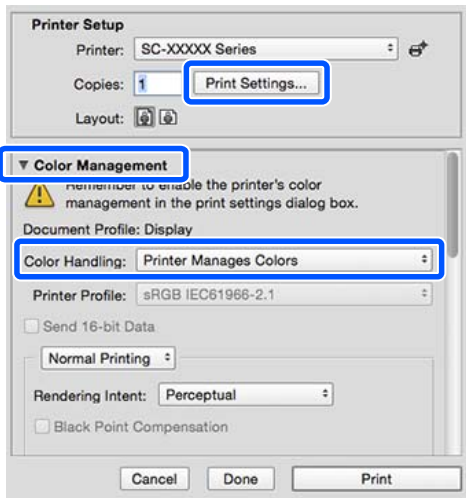 Printer Setup
Printer: SC-XXXXX Series
Copies: 1 Print Settings...
Layout:
▼ Color Management
Remember to enable the printer's color
management in the print settings dialog box.
Document Profile: Display
Color Handling: Printer Manages Colors
Printer Profile: sRGB IEC61966-2.1
Send 16-bit Data
Normal Printing
Rendering Intent: Perceptual
Black Point Compensation
Cancel Done Print